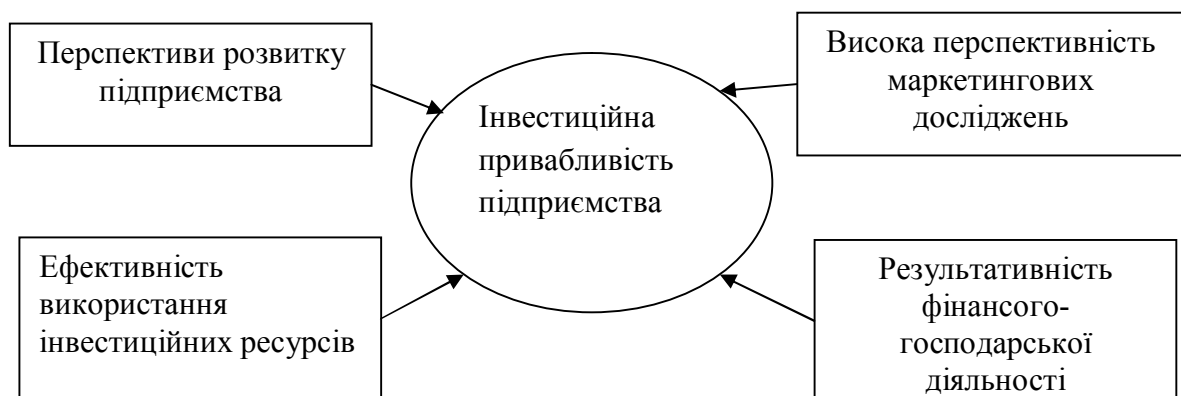 Перспективи розвитку
підприємства
Висока перспективність
маркетингових
досліджень
Інвестиційна
привабливість
підприємства
Ефективність
використання
інвестиційних ресурсів
Результативність
фінансого-
господарської
діяльності